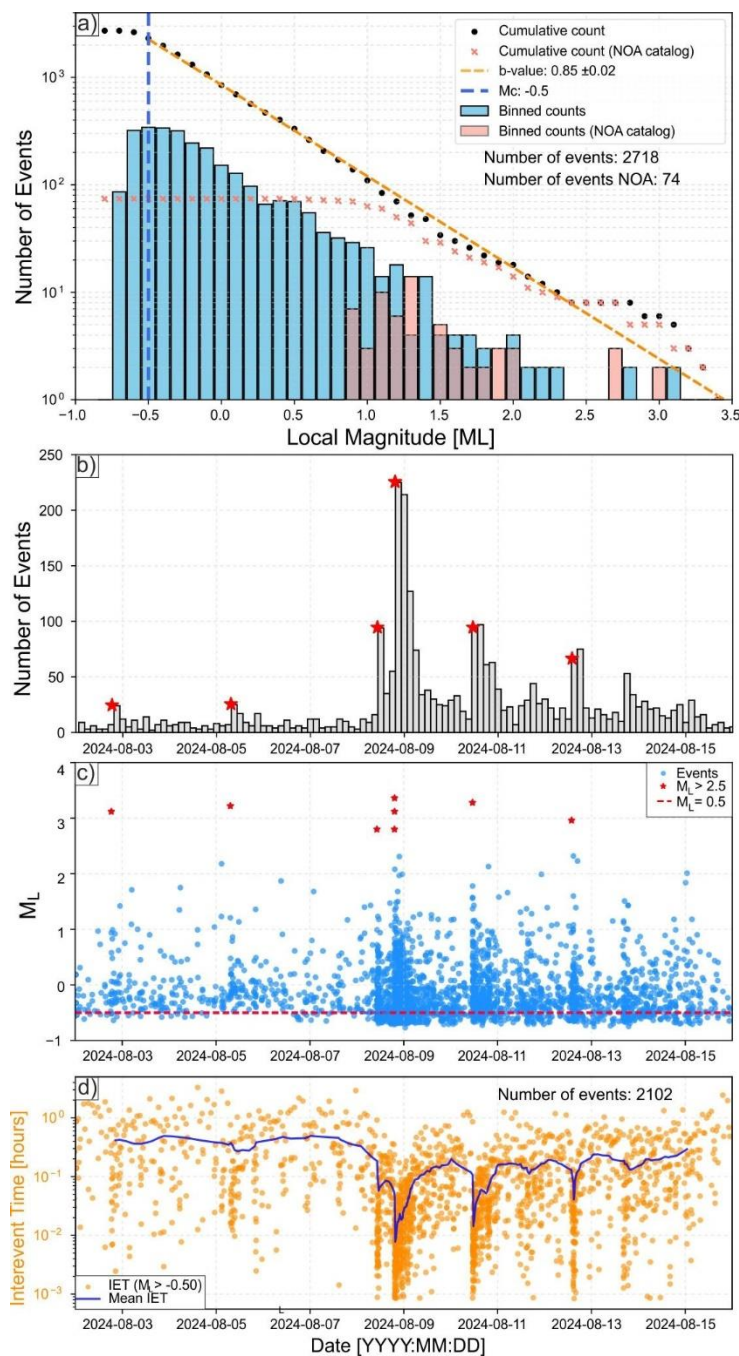 a)
Cumulative count
Cumulative count (NOA catalog)
b-value: 0.85 ±0.02
Mc: -0.5
Binned counts
Binned counts (NOA catalog)
Number of events: 2718
Number of events NOA: 74
Number of Events
10³
10²
10¹
10⁰
-1.0 -0.5 0.0 0.5 1.0 1.5 2.0 2.5 3.0 3.5
Local Magnitude [ML]
b)
Number of Events
250
200
150
100
50
0
2024-08-03 2024-08-05 2024-08-07 2024-08-09 2024-08-11 2024-08-13 2024-08-15
c)
Events
M_L > 2.5
M_L = 0.5
M_L
4
3
2
1
0
−1
2024-08-03 2024-08-05 2024-08-07 2024-08-09 2024-08-11 2024-08-13 2024-08-15
d)
Number of events: 2102
Interevent Time [hours]
10⁰
10⁻¹
10⁻²
10⁻³
IET (M > -0.50)
L
Mean IET
2024-08-03 2024-08-05 2024-08-07 2024-08-09 2024-08-11 2024-08-13 2024-08-15
Date [YYYY:MM:DD]